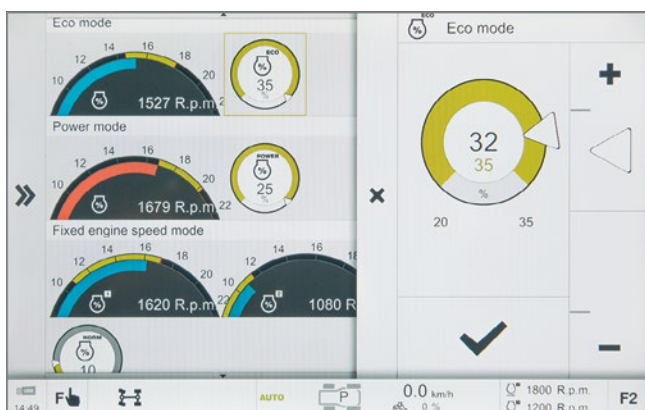 Eco mode
10 12 14 16 18 20
1527 R.p.m
ECO
%
35
%
Power mode
10 12 14 16 18 20 22
1679 R.p.m
POWER
%
25
%
Fixed engine speed mode
10 12 14 16 18 20 22
1620 R.p.m
10 12 14 16 18
1080 R
NORM
%
10
ECO
%
Eco mode
32
35
%
20 35
+
−
14:49
F
AUTO
P
0.0 km/h
0 %
1800 R.p.m.
1200 R.p.m.
F2